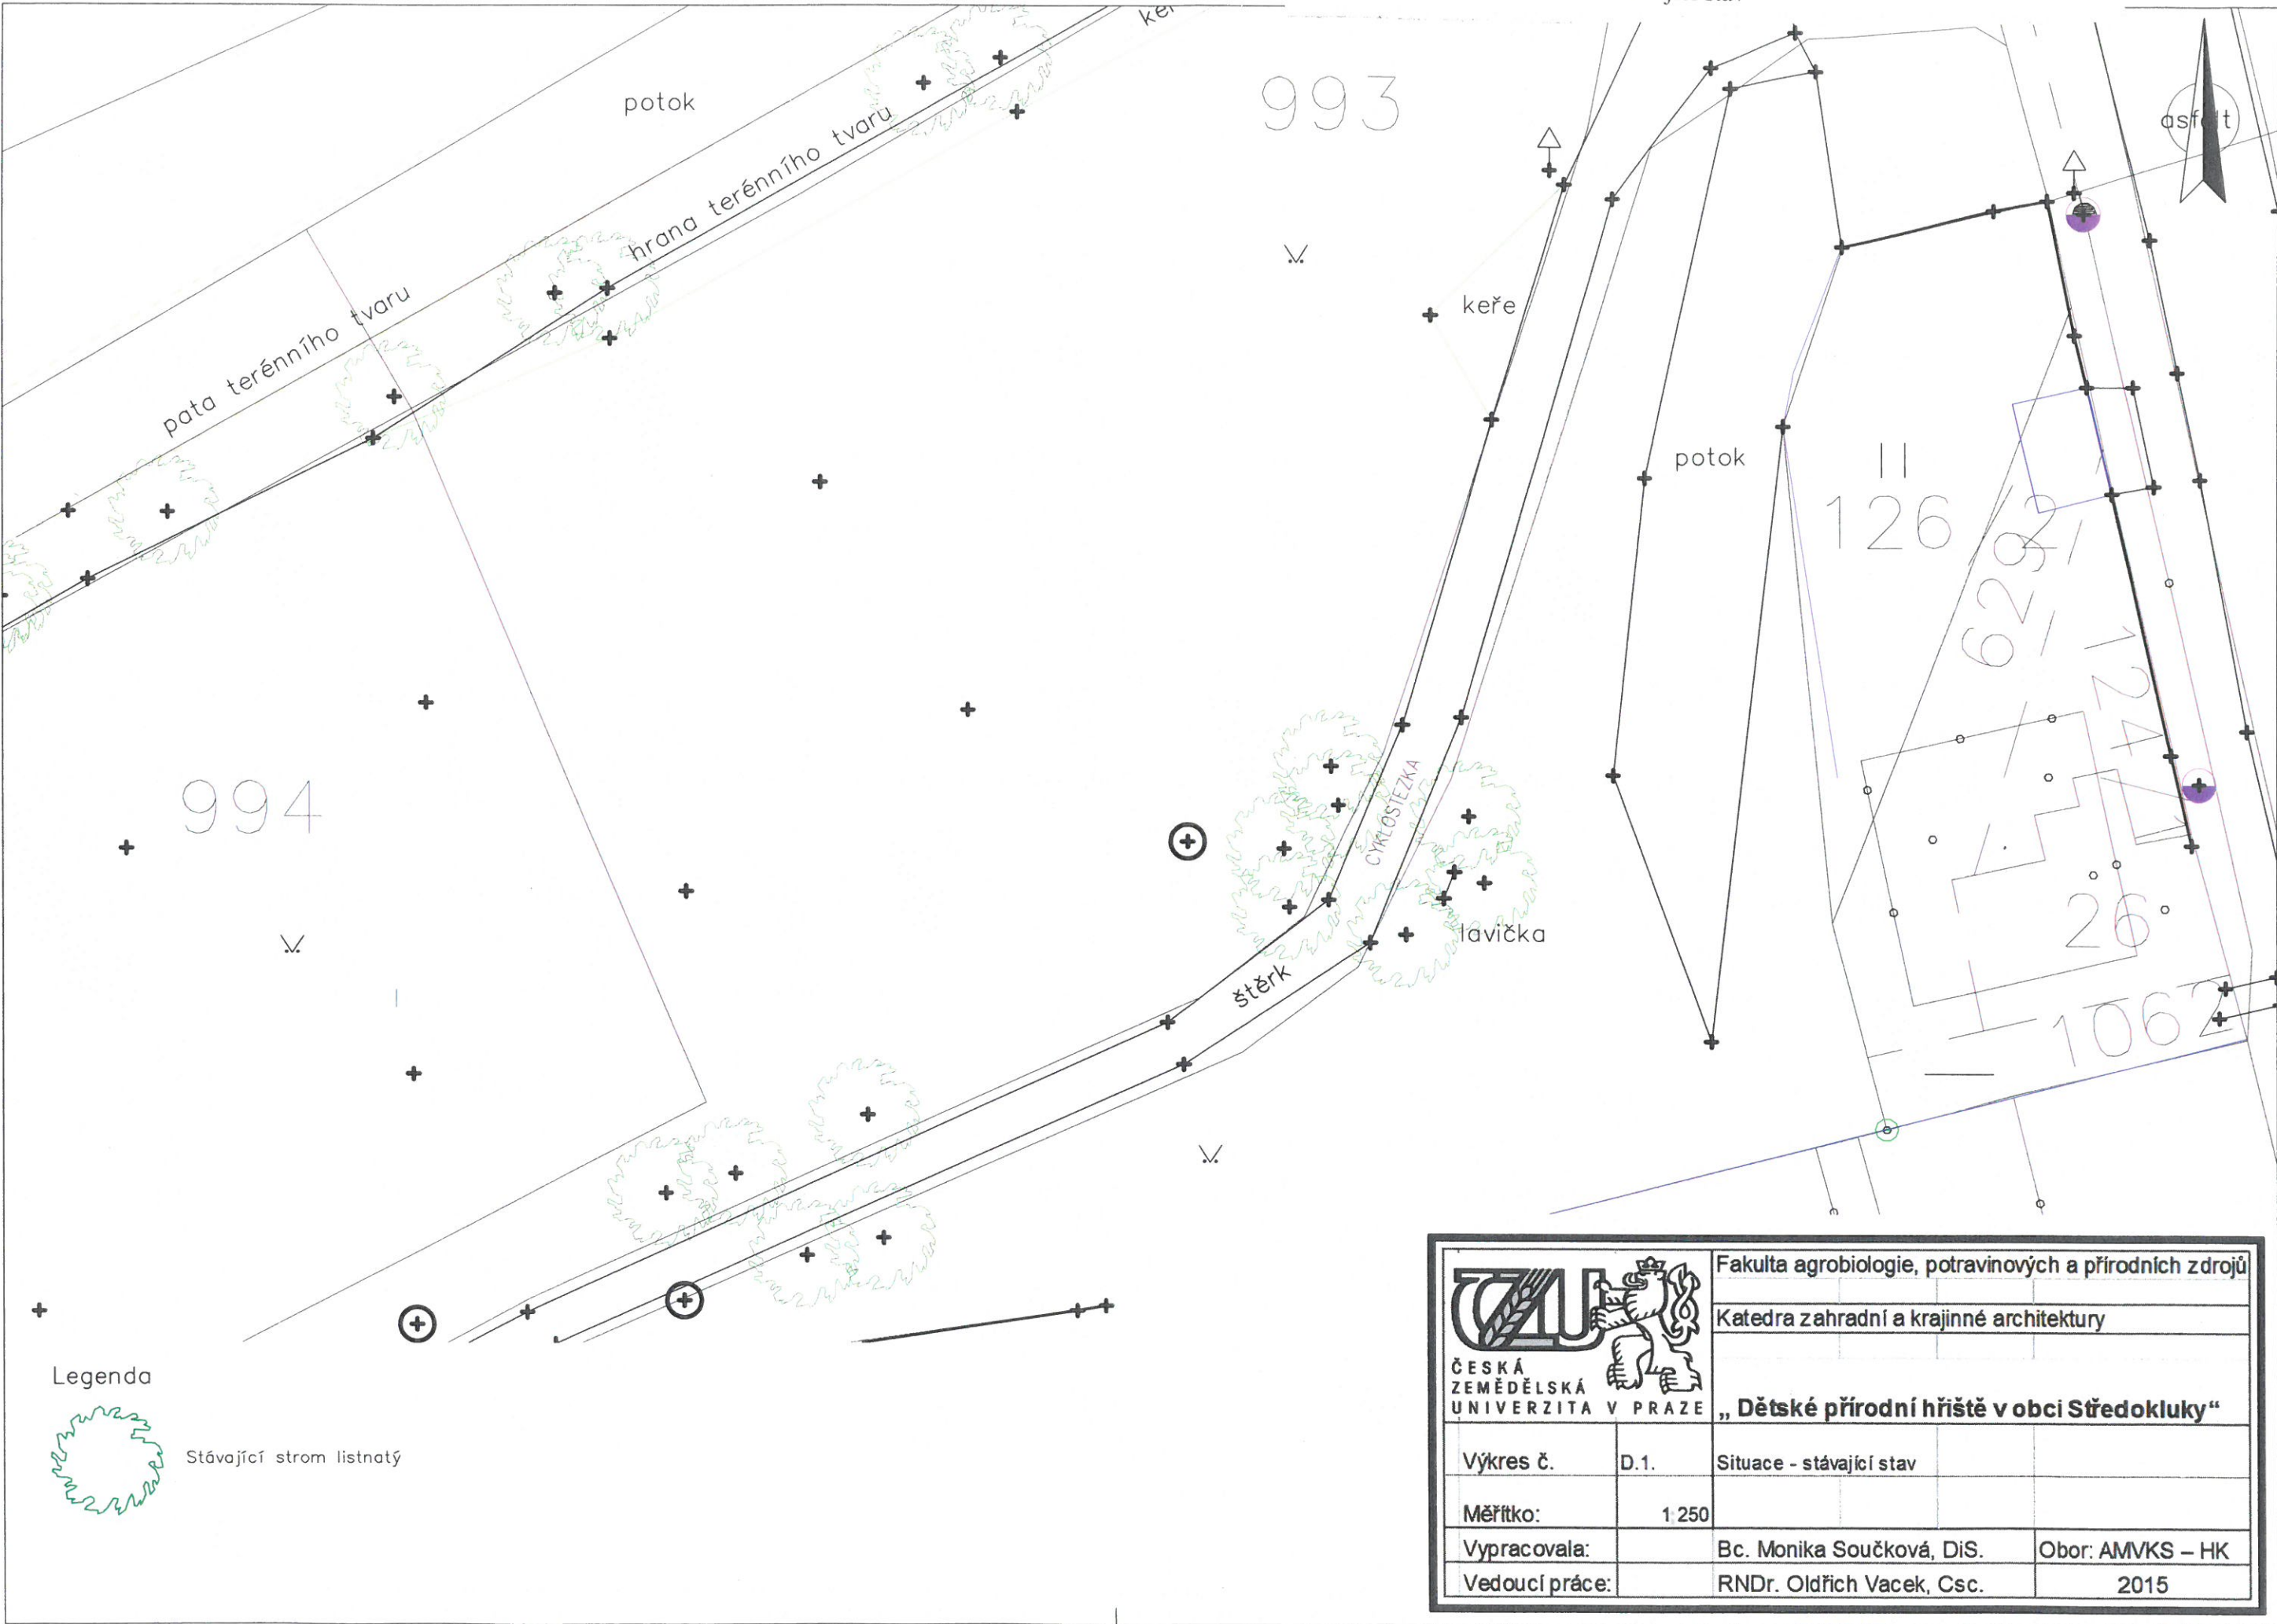 potok
993
asfalt
hrana terénního tvaru
pata terénního tvaru
keře
potok
126
2
629
1247
994
CYKLOSTEZKA
lavička
26
štěrk
1062
Legenda
Stávající strom listnatý
ČZU
ČESKÁ
ZEMĚDĚLSKÁ
UNIVERZITA V PRAZE
Fakulta agrobiologie, potravinových a přírodních zdrojů
Katedra zahradní a krajinné architektury
„ Dětské přírodní hřiště v obci Středokluky“
Výkres č. D.1. Situace - stávající stav
Měřítko: 1:250
Vypracovala: Bc. Monika Součková, DiS. Obor: AMVKS – HK
Vedoucí práce: RNDr. Oldřich Vacek, Csc. 2015